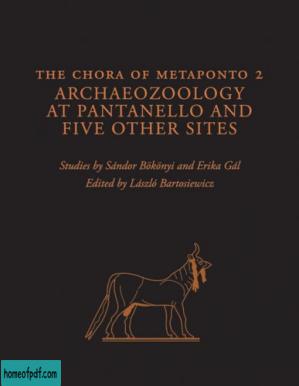 THE CHORA OF METAPONTO 2
ARCHAEOZOOLOGY
AT PANTANELLO AND
FIVE OTHER SITES
Studies by Sándor Bökönyi and Erika Gál
Edited by László Bartosiewicz
homeofpdf.com